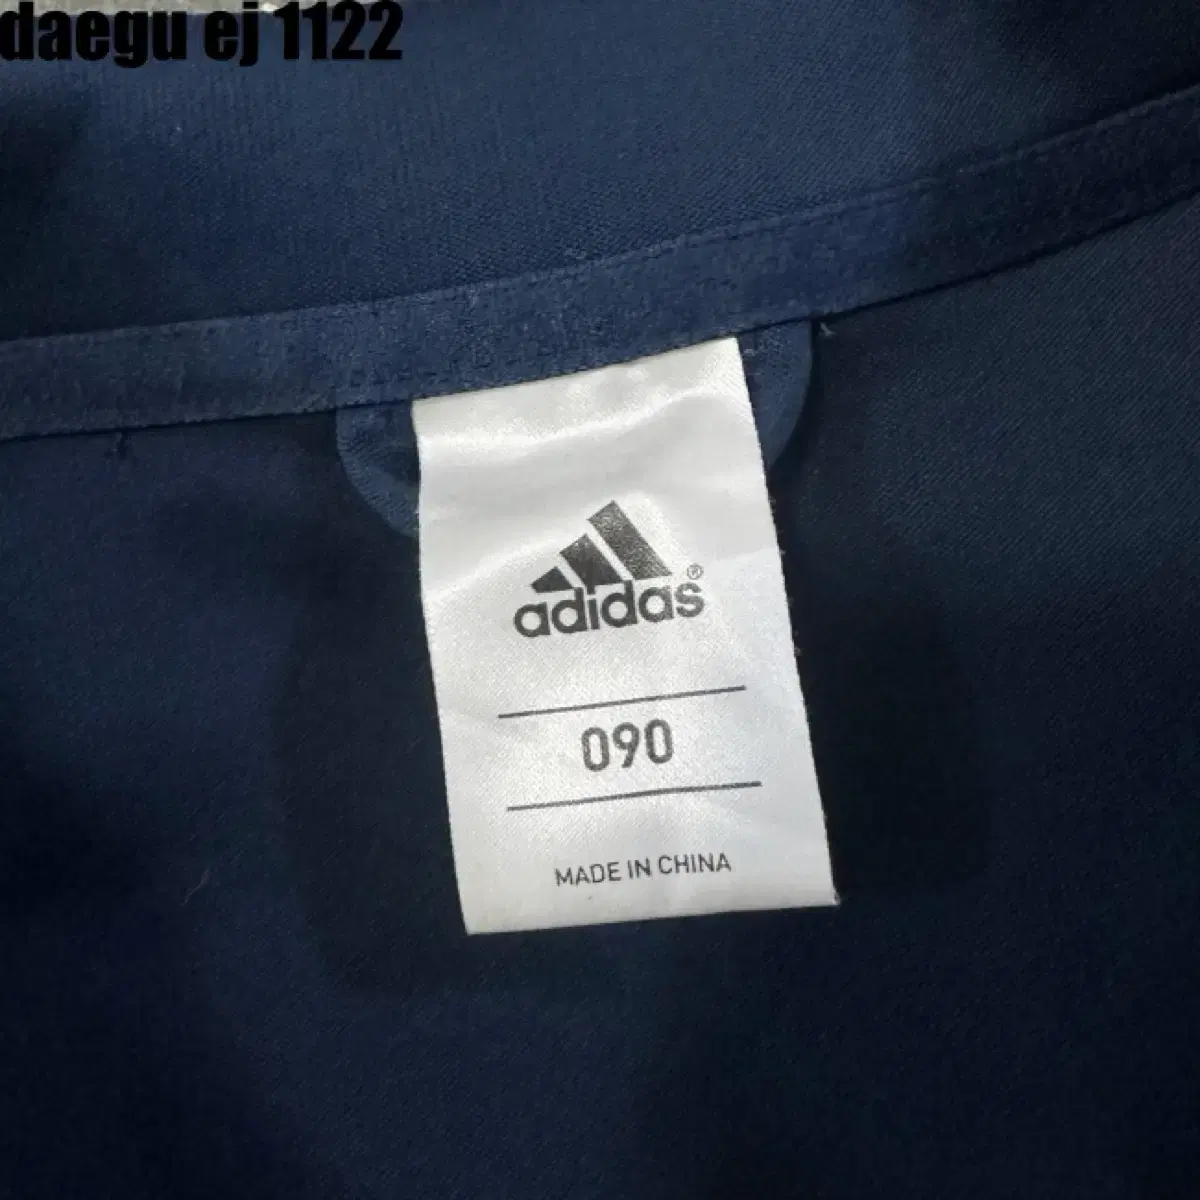 daegu ej 1122
adidas®
090
MADE IN CHINA